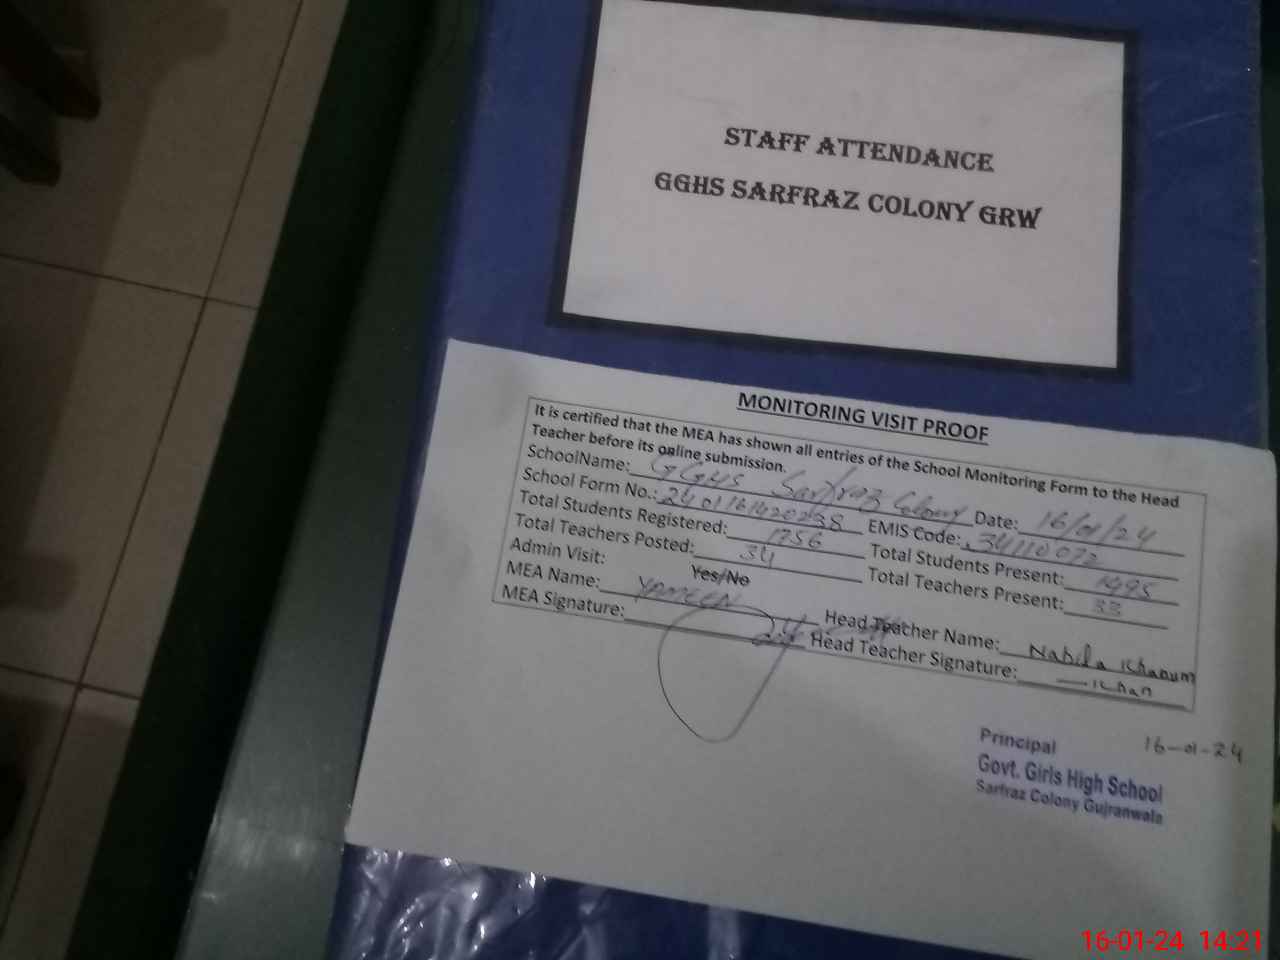 STAFF ATTENDANCE
GGHS SARFRAZ COLONY GRW
MONITORING VISIT PROOF
It is certified that the MEA has shown all entries of the School Monitoring Form to the Head
Teacher before its online submission.
SchoolName: GGHS Sarfraz Colony Date: 16/01/24
School Form No.: EMIS Code: 34110072
Total Students Registered: 1756 Total Students Present: 1495
Total Teachers Posted: 34 Total Teachers Present: 33
Admin Visit: Yes/No
MEA Name: YAMEEN Head Teacher Name: Nabila Khanum
MEA Signature: Head Teacher Signature: Khan
16-01-24
Principal
Govt. Girls High School
Sarfraz Colony Gujranwala
16-01-24 14:21